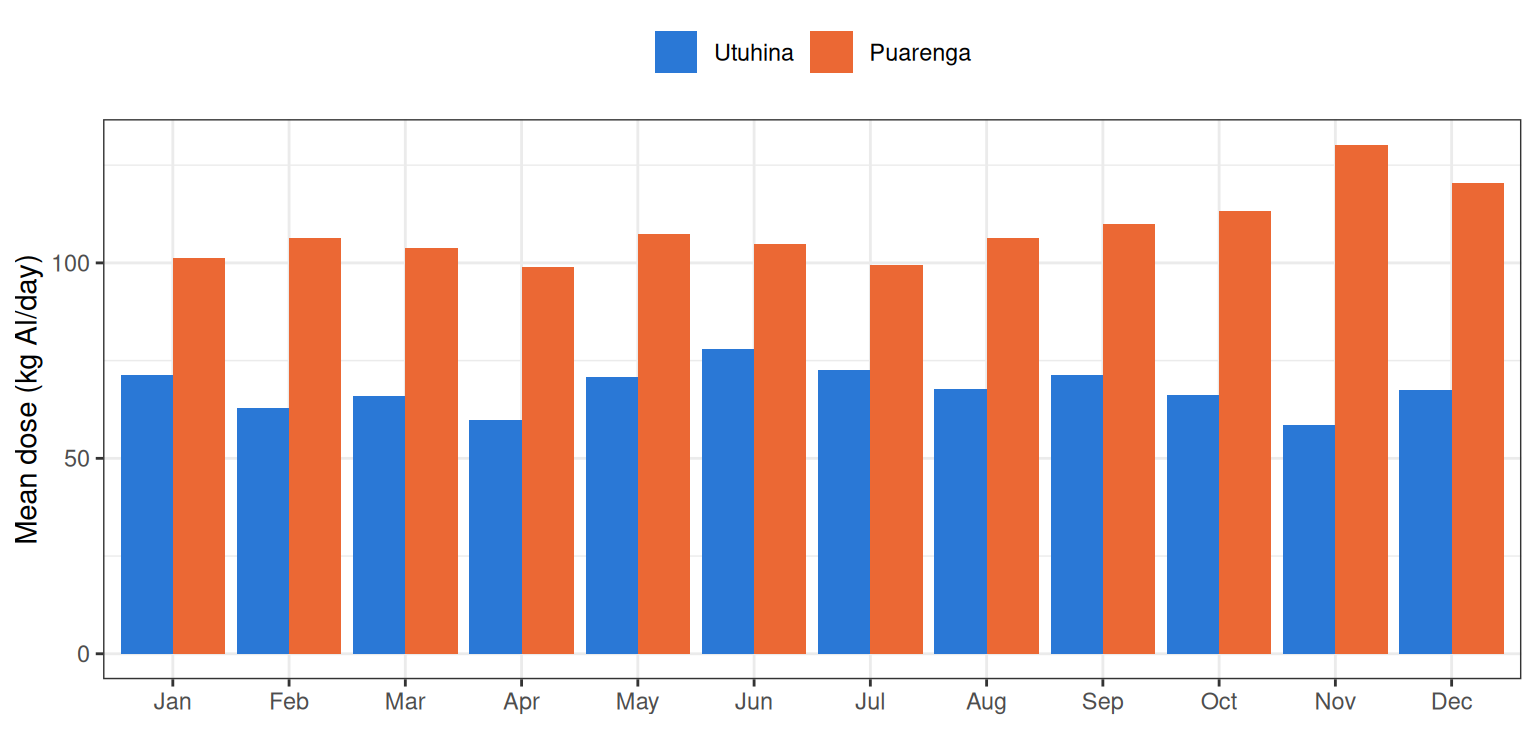 Utuhina Puarenga
Mean dose (kg Al/day)
100
50
0
Jan Feb Mar Apr May Jun Jul Aug Sep Oct Nov Dec